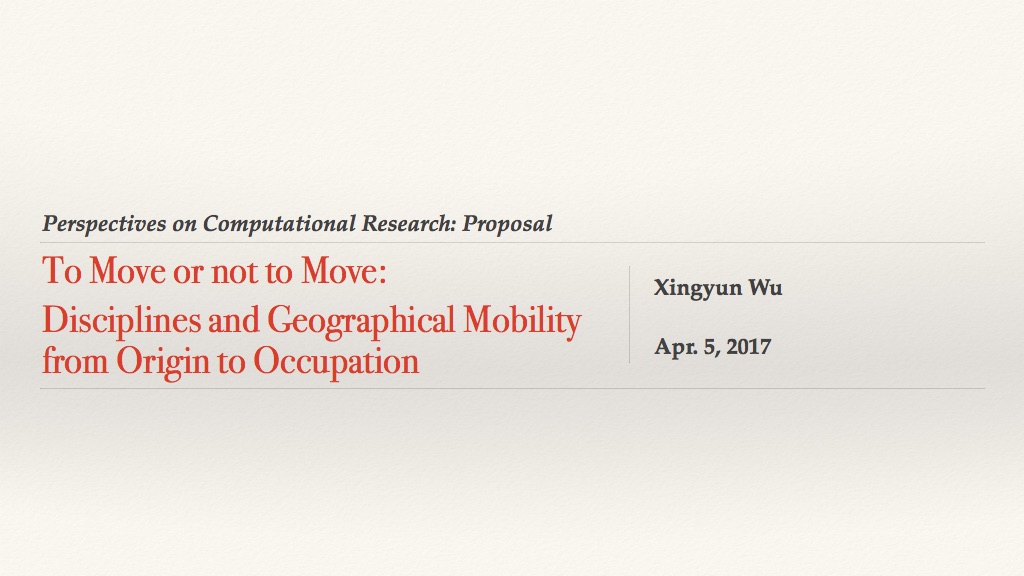 Perspectives on Computational Research: Proposal
To Move or not to Move:
Disciplines and Geographical Mobility
from Origin to Occupation
Xingyun Wu
Apr. 5, 2017